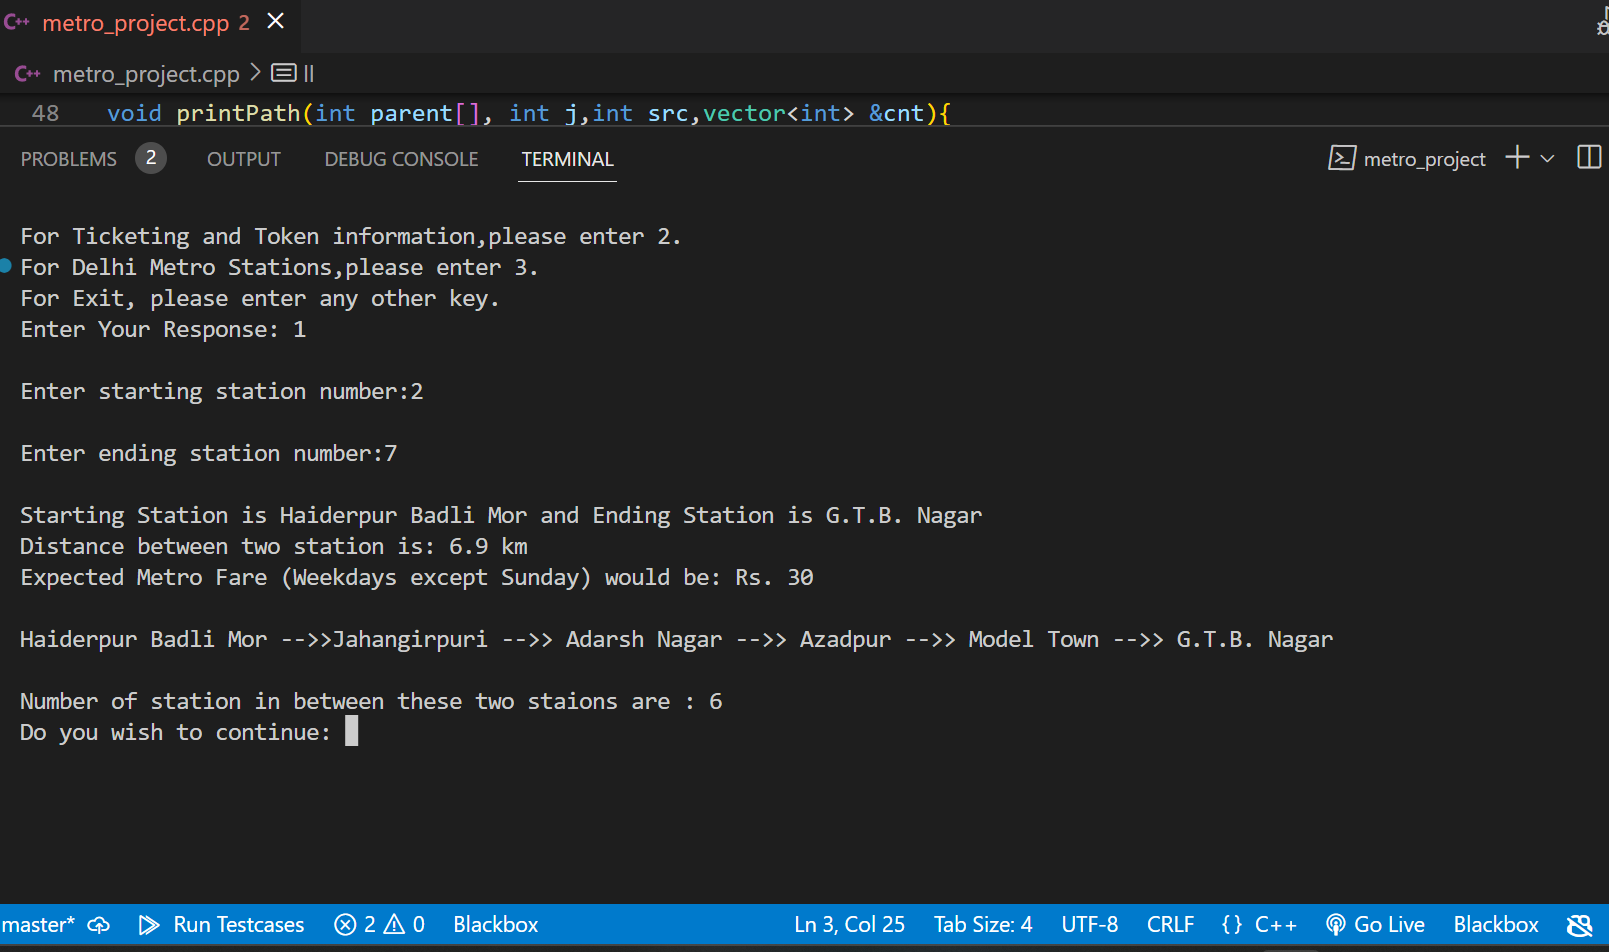 C++ metro_project.cpp 2
C++ metro_project.cpp > ll
48 void printPath(int parent[], int j,int src,vector<int> &cnt){
PROBLEMS 2 OUTPUT DEBUG CONSOLE TERMINAL metro_project
For Ticketing and Token information,please enter 2.
For Delhi Metro Stations,please enter 3.
For Exit, please enter any other key.
Enter Your Response: 1
Enter starting station number:2
Enter ending station number:7
Starting Station is Haiderpur Badli Mor and Ending Station is G.T.B. Nagar
Distance between two station is: 6.9 km
Expected Metro Fare (Weekdays except Sunday) would be: Rs. 30
Haiderpur Badli Mor -->>Jahangirpuri -->> Adarsh Nagar -->> Azadpur -->> Model Town -->> G.T.B. Nagar
Number of station in between these two staions are : 6
Do you wish to continue:
master* Run Testcases 2 0 Blackbox Ln 3, Col 25 Tab Size: 4 UTF-8 CRLF {} C++ Go Live Blackbox